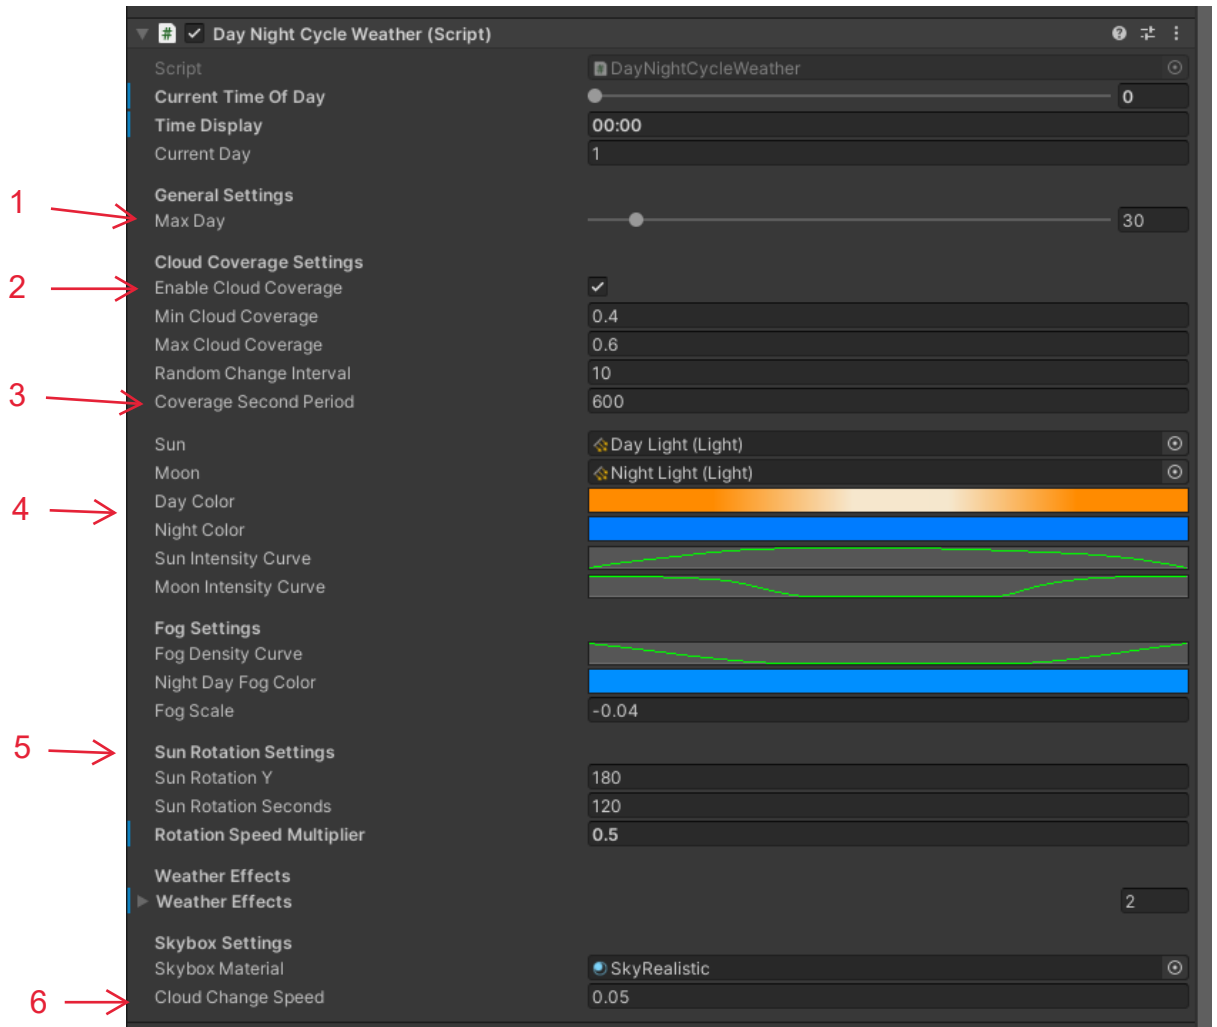 Day Night Cycle Weather (Script)
Script DayNightCycleWeather
Current Time Of Day 0
Time Display 00:00
Current Day 1
General Settings
1 Max Day 30
Cloud Coverage Settings
2 Enable Cloud Coverage
Min Cloud Coverage 0.4
Max Cloud Coverage 0.6
Random Change Interval 10
3 Coverage Second Period 600
Sun Day Light (Light)
Moon Night Light (Light)
4 Day Color
Night Color
Sun Intensity Curve
Moon Intensity Curve
Fog Settings
Fog Density Curve
Night Day Fog Color
Fog Scale -0.04
5 Sun Rotation Settings
Sun Rotation Y 180
Sun Rotation Seconds 120
Rotation Speed Multiplier 0.5
Weather Effects
Weather Effects 2
Skybox Settings
Skybox Material SkyRealistic
6 Cloud Change Speed 0.05